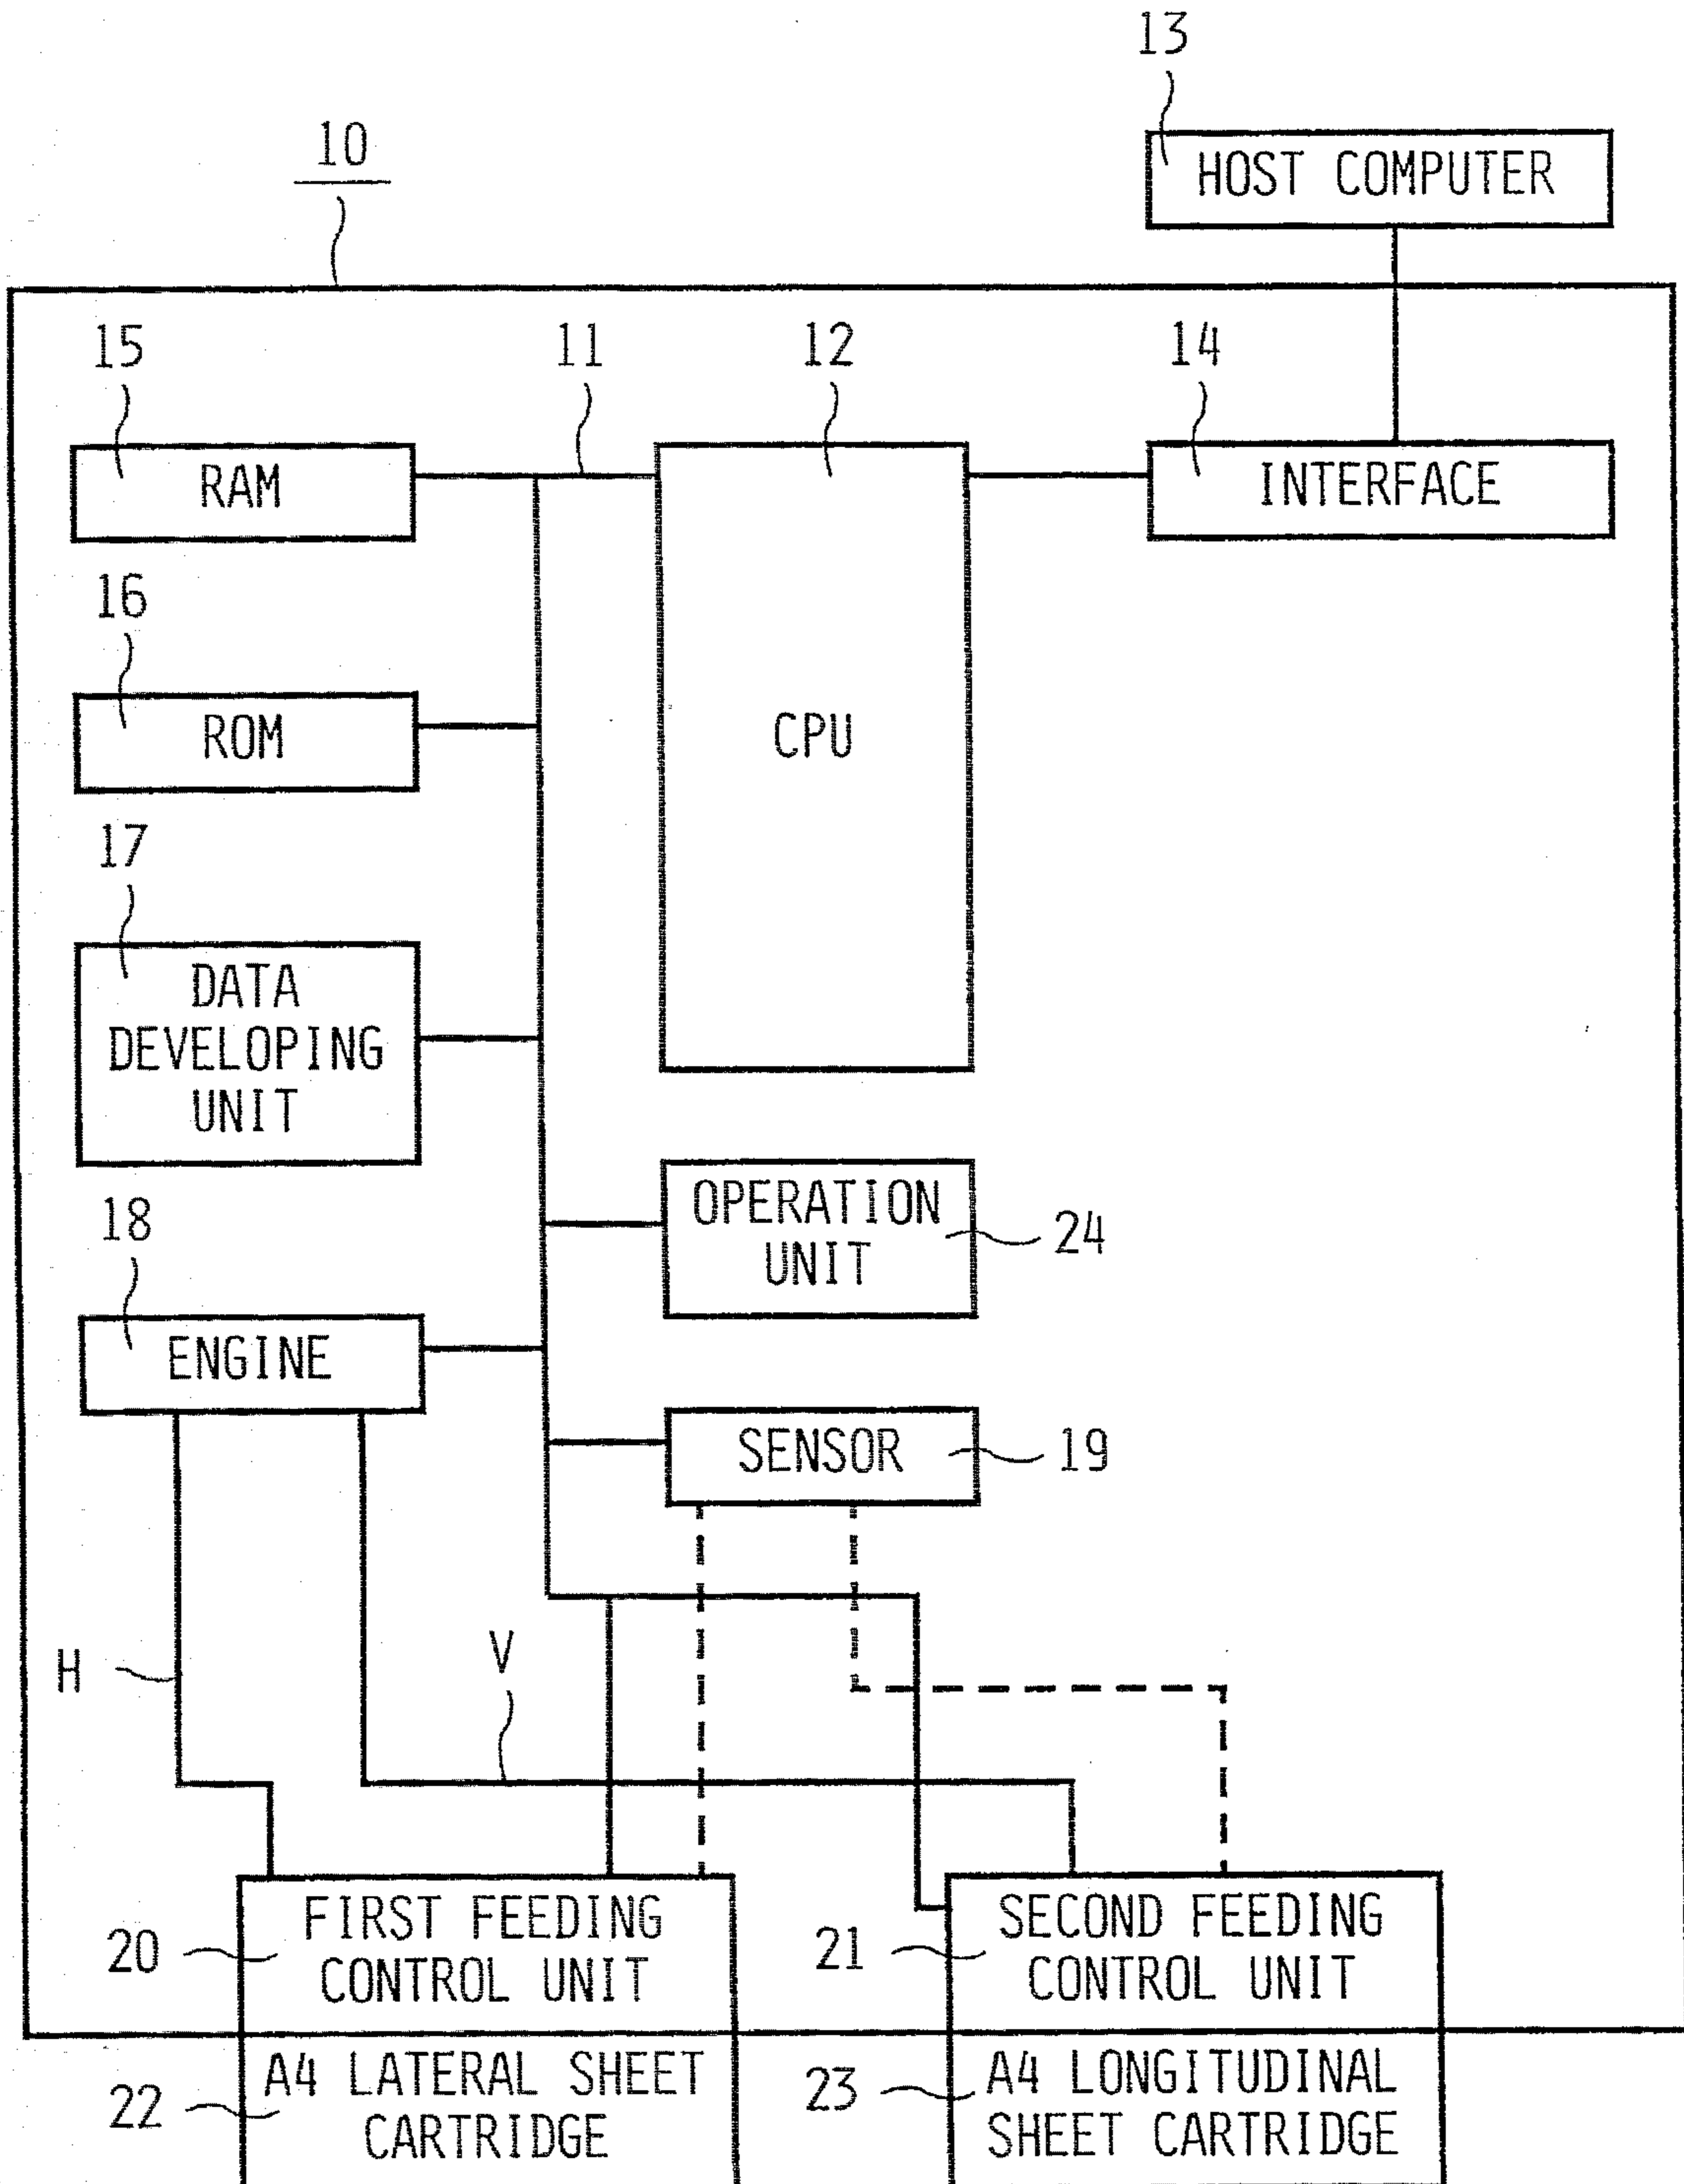 13
HOST COMPUTER
10
15
11
12
14
RAM
INTERFACE
16
ROM
CPU
17
DATA
DEVELOPING
UNIT
18
OPERATION
UNIT
24
ENGINE
SENSOR
19
H
V
20
FIRST FEEDING
CONTROL UNIT
21
SECOND FEEDING
CONTROL UNIT
22
A4 LATERAL SHEET
CARTRIDGE
23
A4 LONGITUDINAL
SHEET CARTRIDGE